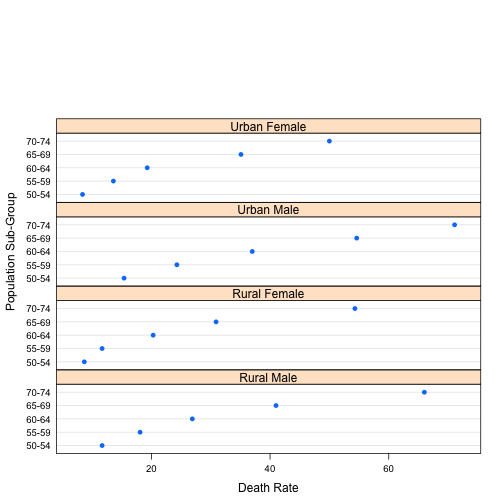 Urban Female
70-74
65-69
60-64
55-59
50-54
Urban Male
70-74
65-69
60-64
55-59
50-54
Rural Female
70-74
65-69
60-64
55-59
50-54
Rural Male
70-74
65-69
60-64
55-59
50-54
20 40 60
Death Rate
Population Sub-Group